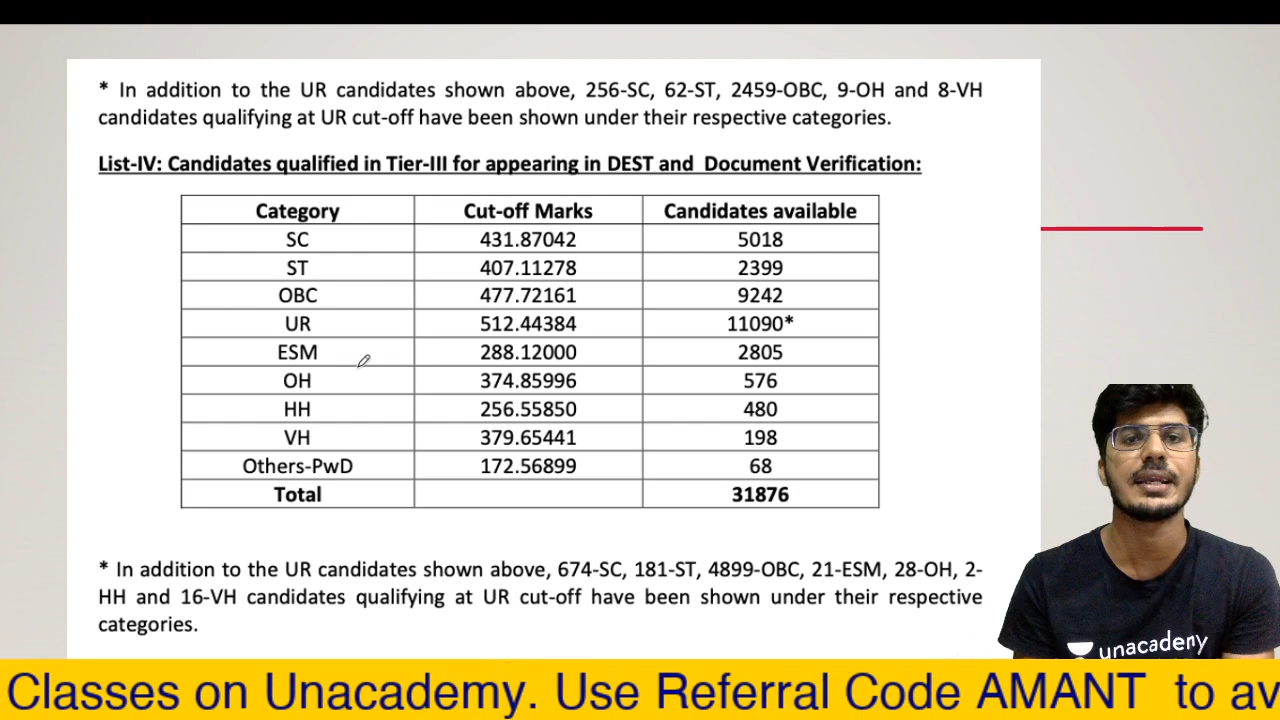 * In addition to the UR candidates shown above, 256-SC, 62-ST, 2459-OBC, 9-OH and 8-VH
candidates qualifying at UR cut-off have been shown under their respective categories.
List-IV: Candidates qualified in Tier-III for appearing in DEST and Document Verification:
Category Cut-off Marks Candidates available
SC 431.87042 5018
ST 407.11278 2399
OBC 477.72161 9242
UR 512.44384 11090*
ESM 288.12000 2805
OH 374.85996 576
HH 256.55850 480
VH 379.65441 198
Others-PwD 172.56899 68
Total 31876
* In addition to the UR candidates shown above, 674-SC, 181-ST, 4899-OBC, 21-ESM, 28-OH, 2-
HH and 16-VH candidates qualifying at UR cut-off have been shown under their respective
categories.
unacademy
Classes on Unacademy. Use Referral Code AMANT to av